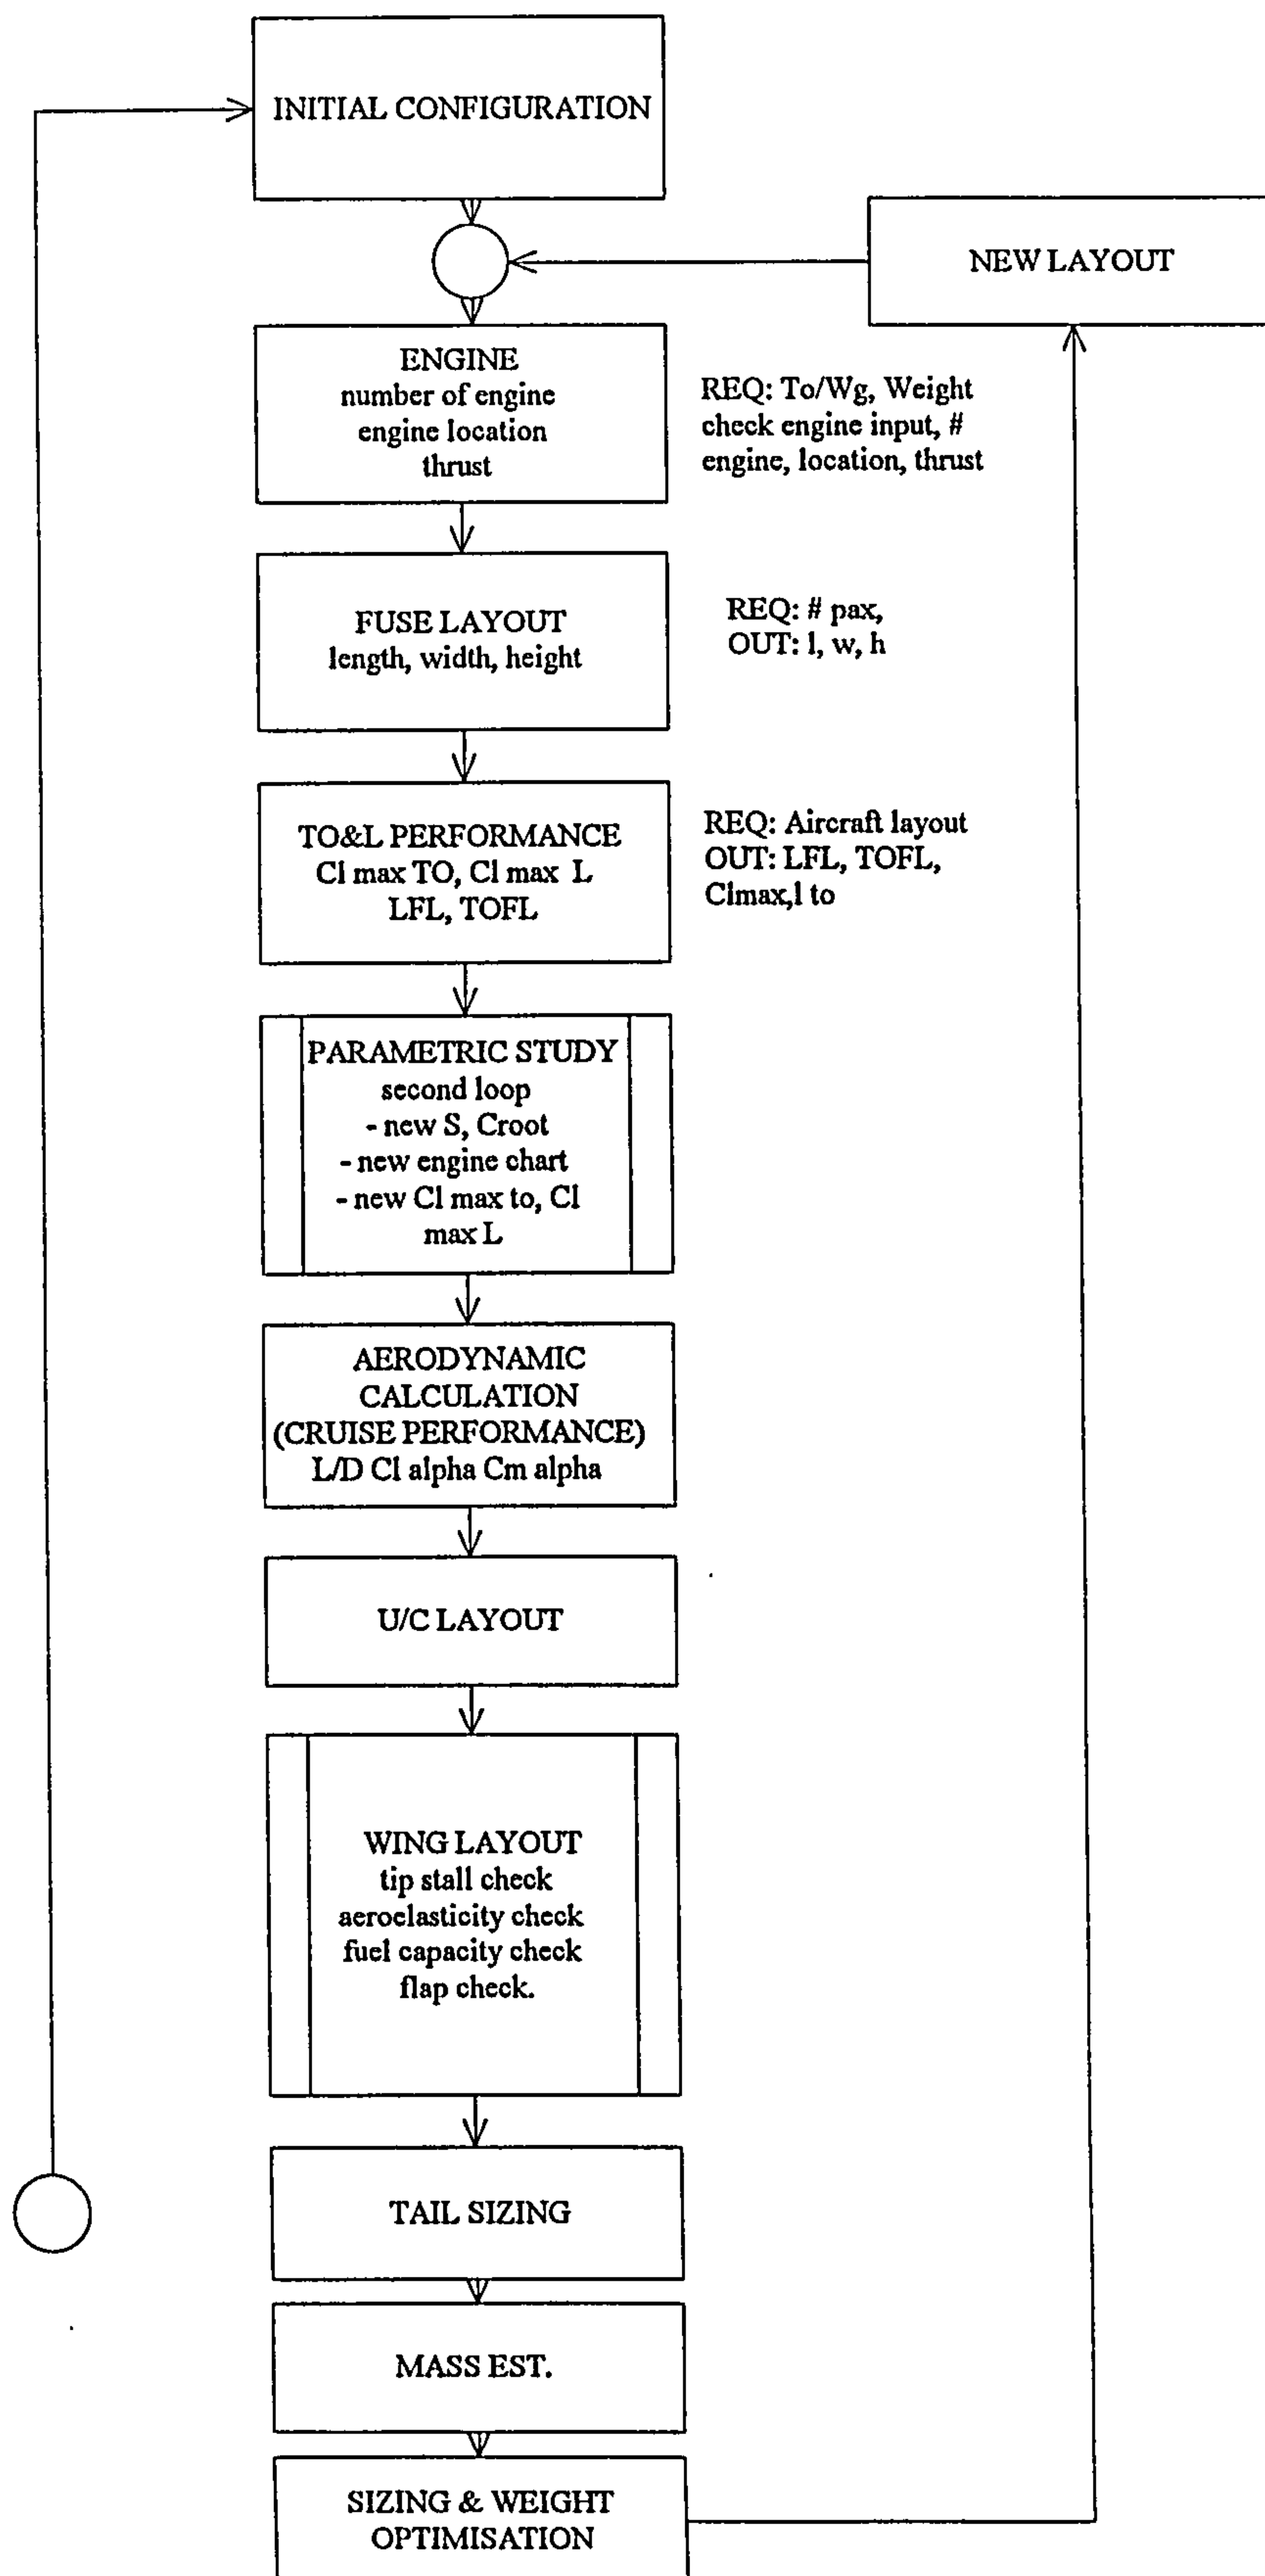 INITIAL CONFIGURATION
NEW LAYOUT
ENGINE
number of engine
engine location
thrust
REQ: To/Wg, Weight
check engine input, #
engine, location, thrust
FUSE LAYOUT
length, width, height
REQ: # pax,
OUT: l, w, h
TO&L PERFORMANCE
Cl max TO, Cl max L
LFL, TOFL
REQ: Aircraft layout
OUT: LFL, TOFL,
Clmax,l to
PARAMETRIC STUDY
second loop
- new S, Croot
- new engine chart
- new Cl max to, Cl
max L
AERODYNAMIC
CALCULATION
(CRUISE PERFORMANCE)
L/D Cl alpha Cm alpha
U/C LAYOUT
WING LAYOUT
tip stall check
aeroelasticity check
fuel capacity check
flap check.
TAIL SIZING
MASS EST.
SIZING & WEIGHT
OPTIMISATION